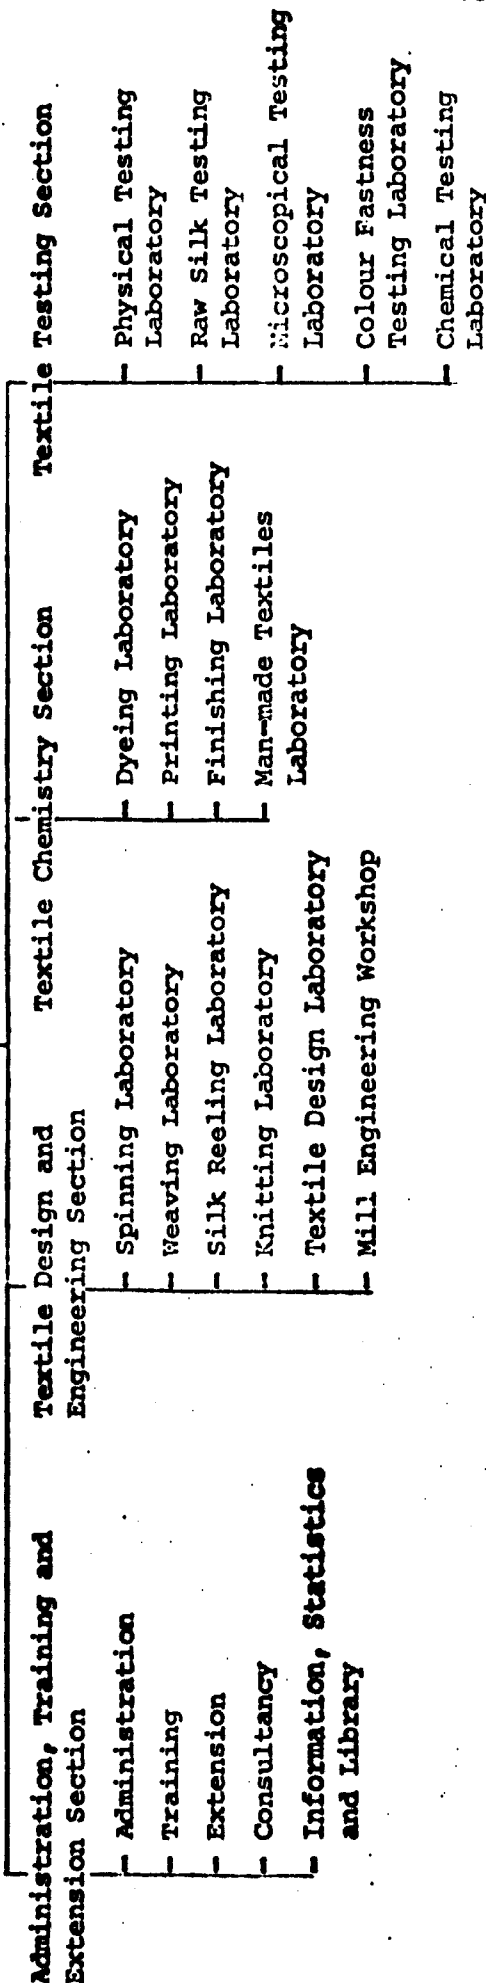 Administration, Training and
Extension Section
Administration
Training
Extension
Consultancy
Information, Statistics
and Library
Textile Design and
Engineering Section
Spinning Laboratory
Weaving Laboratory
Silk Reeling Laboratory
Knitting Laboratory
Textile Design Laboratory
Mill Engineering Workshop
Textile Chemistry Section
Dyeing Laboratory
Printing Laboratory
Finishing Laboratory
Man-made Textiles
Laboratory
Textile Testing Section
Physical Testing
Laboratory
Raw Silk Testing
Laboratory
Microscopical Testing
Laboratory
Colour Fastness
Testing Laboratory
Chemical Testing
Laboratory